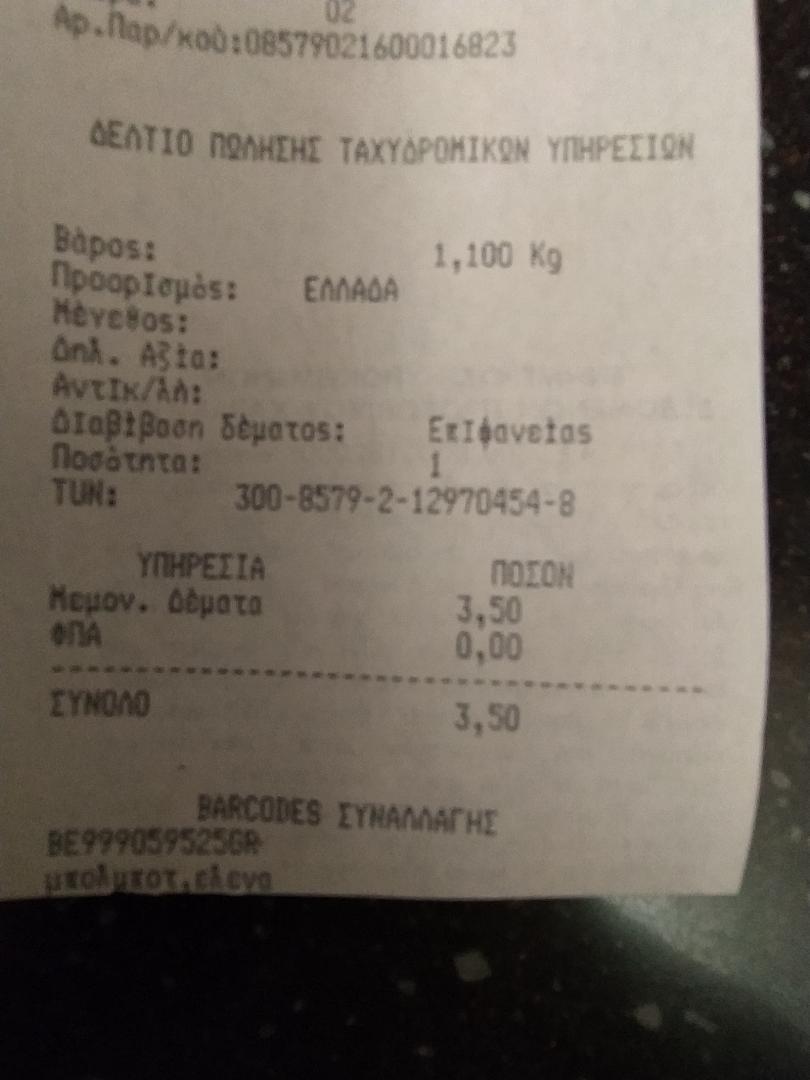 02
Αρ.Παρ/κού:08579021600016823
ΔΕΛΤΙΟ ΠΩΛΗΣΗΣ ΤΑΧΥΔΡΟΜΙΚΩΝ ΥΠΗΡΕΣΙΩΝ
Βάρος: 1,100 Kg
ΠροορΙσμός: ΕΛΛΑΔΑ
Μέγεθος:
Δηλ. Αξία:
ΑντΙκ/λή:
ΔΙαβίβαση δέματος: ΕπΙφανείας
Ποσότητα: 1
TUN: 300-8579-2-12970454-8
ΥΠΗΡΕΣΙΑ ΠΟΣΟΝ
Μεμον. Δέματα 3,50
ΦΠΑ 0,00
ΣΥΝΟΛΟ 3,50
BARCODES ΣΥΝΑΛΛΑΓΗΣ
BE999059525GR
μπολμποτ,ελενα